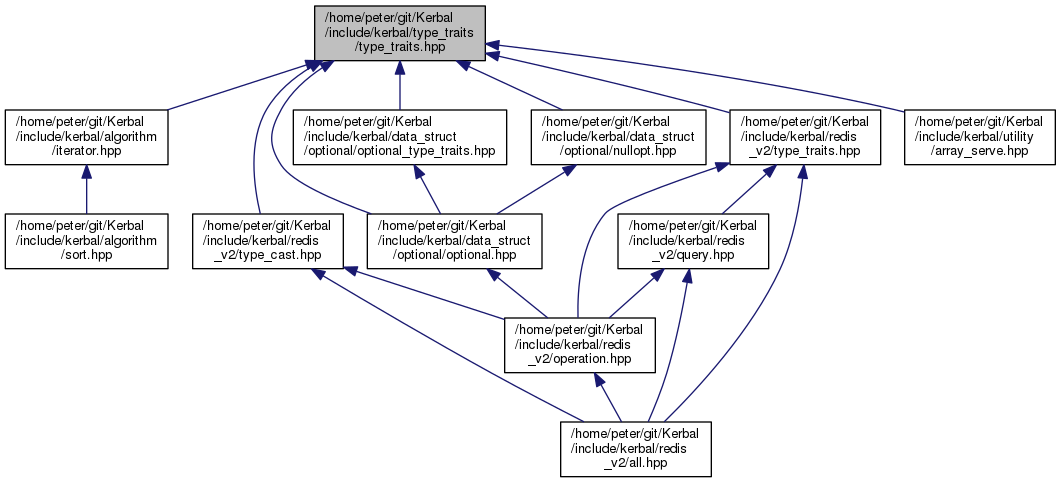 /home/peter/git/Kerbal
/include/kerbal/type_traits
/type_traits.hpp
/home/peter/git/Kerbal
/include/kerbal/algorithm
/iterator.hpp
/home/peter/git/Kerbal
/include/kerbal/data_struct
/optional/optional_type_traits.hpp
/home/peter/git/Kerbal
/include/kerbal/data_struct
/optional/nullopt.hpp
/home/peter/git/Kerbal
/include/kerbal/redis
_v2/type_traits.hpp
/home/peter/git/Kerbal
/include/kerbal/utility
/array_serve.hpp
/home/peter/git/Kerbal
/include/kerbal/algorithm
/sort.hpp
/home/peter/git/Kerbal
/include/kerbal/redis
_v2/type_cast.hpp
/home/peter/git/Kerbal
/include/kerbal/data_struct
/optional/optional.hpp
/home/peter/git/Kerbal
/include/kerbal/redis
_v2/query.hpp
/home/peter/git/Kerbal
/include/kerbal/redis
_v2/operation.hpp
/home/peter/git/Kerbal
/include/kerbal/redis
_v2/all.hpp